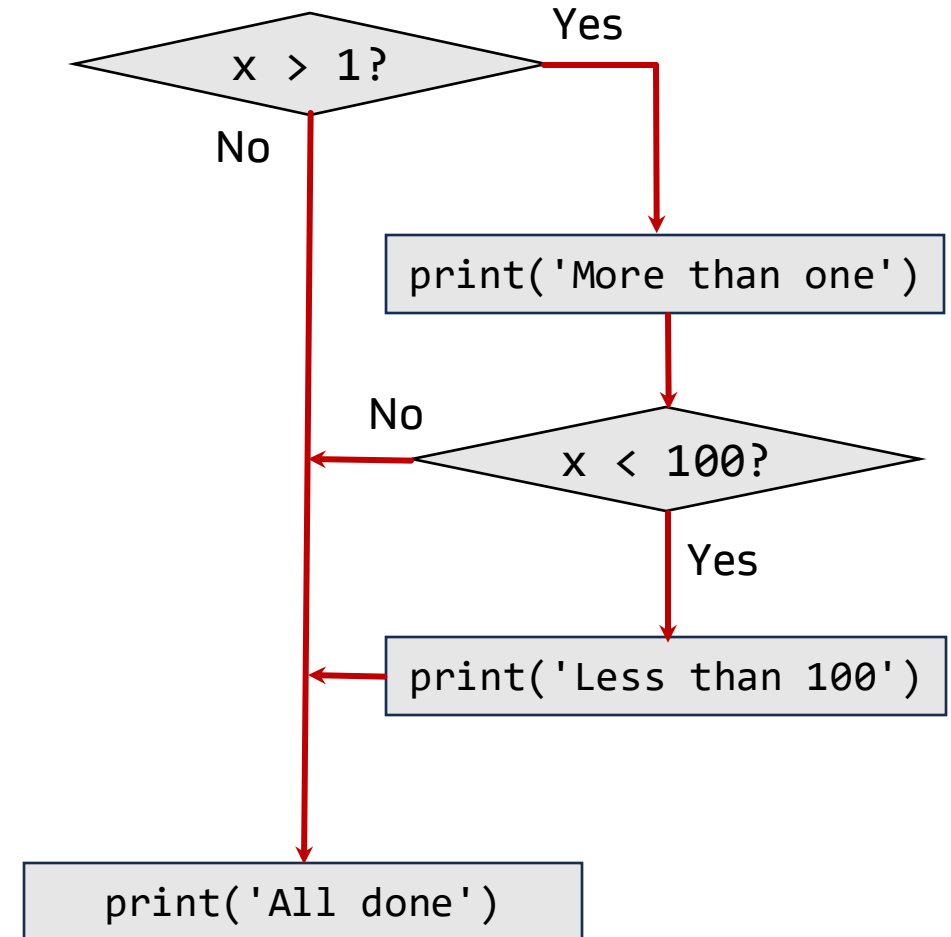 Yes
x > 1?
No
print('More than one')
No
x < 100?
Yes
print('Less than 100')
print('All done')